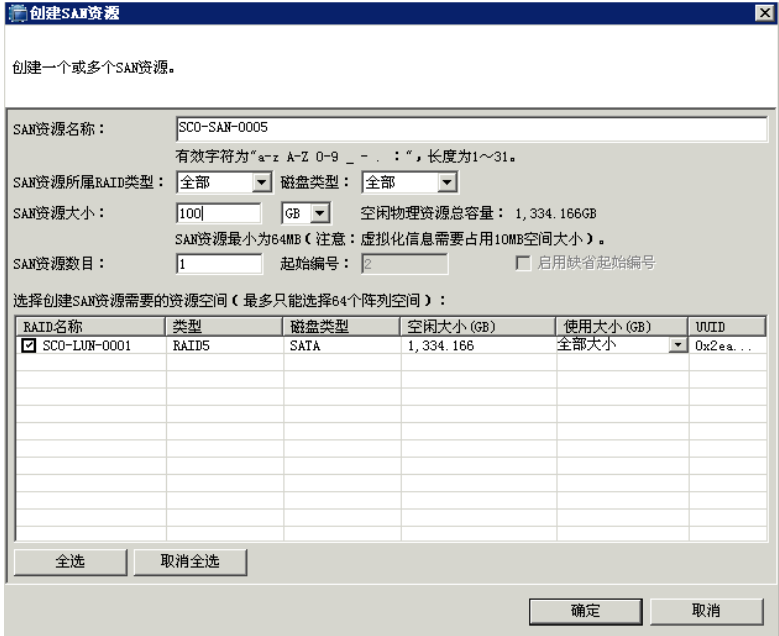 创建SAN资源
创建一个或多个SAN资源。
SAN资源名称： SCO-SAN-0005
有效字符为"a-z A-Z 0-9 _ - . ："，长度为1～31。
SAN资源所属RAID类型： 全部 磁盘类型： 全部
SAN资源大小： 100 GB 空闲物理资源总容量： 1,334.166GB
SAN资源最小为64MB（注意：虚拟化信息需要占用10MB空间大小）。
SAN资源数目： 1 起始编号： 2 启用缺省起始编号
选择创建SAN资源需要的资源空间（最多只能选择64个阵列空间）：
RAID名称 类型 磁盘类型 空闲大小(GB) 使用大小(GB) UUID
SCO-LUN-0001 RAID5 SATA 1,334.166 全部大小 0x2ea...
全选 取消全选
确定 取消